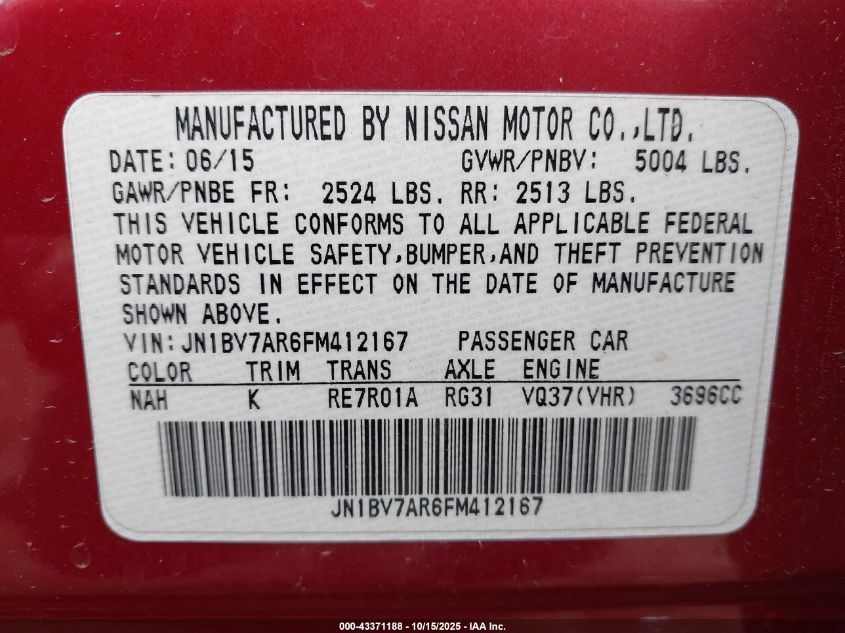 MANUFACTURED BY NISSAN MOTOR CO.,LTD.
DATE: 06/15 GVWR/PNBV: 5004 LBS.
GAWR/PNBE FR: 2524 LBS. RR: 2513 LBS.
THIS VEHICLE CONFORMS TO ALL APPLICABLE FEDERAL
MOTOR VEHICLE SAFETY,BUMPER,AND THEFT PREVENTION
STANDARDS IN EFFECT ON THE DATE OF MANUFACTURE
SHOWN ABOVE.
VIN:JN1BV7AR6FM412167 PASSENGER CAR
COLOR TRIM TRANS AXLE ENGINE
NAH K RE7R01A RG31 VQ37(VHR) 3696CC
JN1BV7AR6FM412167
000-43371188 - 10/15/2025 - IAA Inc.